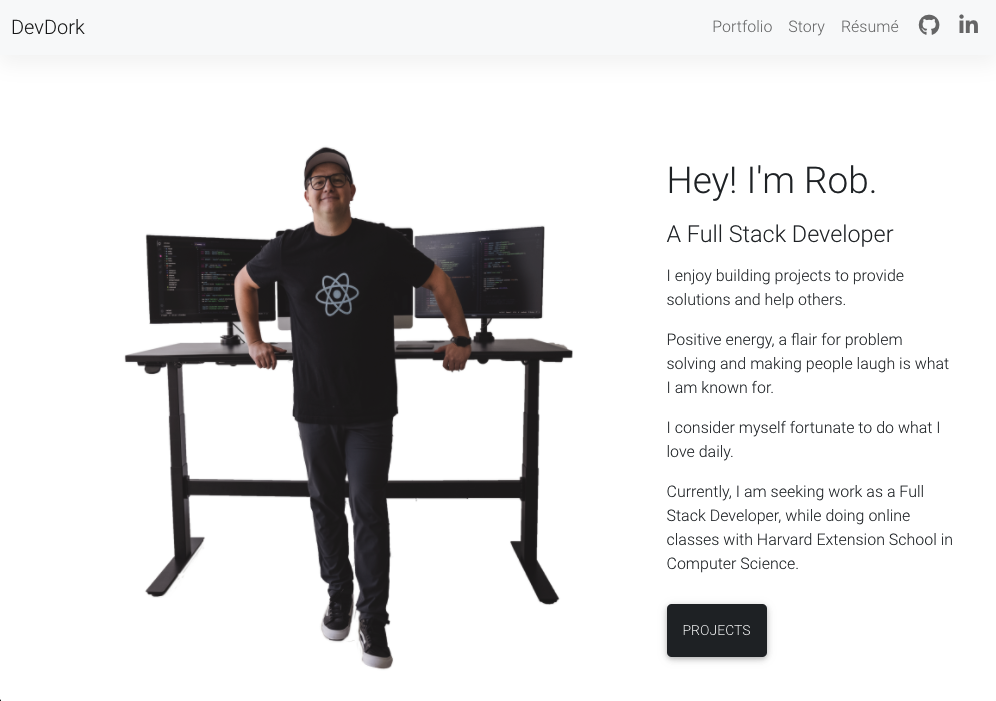 DevDork
Portfolio Story Résumé
Hey! I'm Rob.
A Full Stack Developer
I enjoy building projects to provide
solutions and help others.
Positive energy, a flair for problem
solving and making people laugh is what
I am known for.
I consider myself fortunate to do what I
love daily.
Currently, I am seeking work as a Full
Stack Developer, while doing online
classes with Harvard Extension School in
Computer Science.
PROJECTS